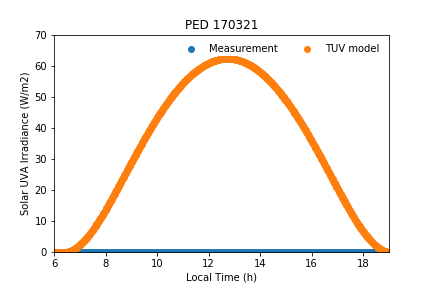 PED 170321
Measurement
TUV model
Solar UVA Irradiance (W/m2)
70
60
50
40
30
20
10
0
6 8 10 12 14 16 18
Local Time (h)